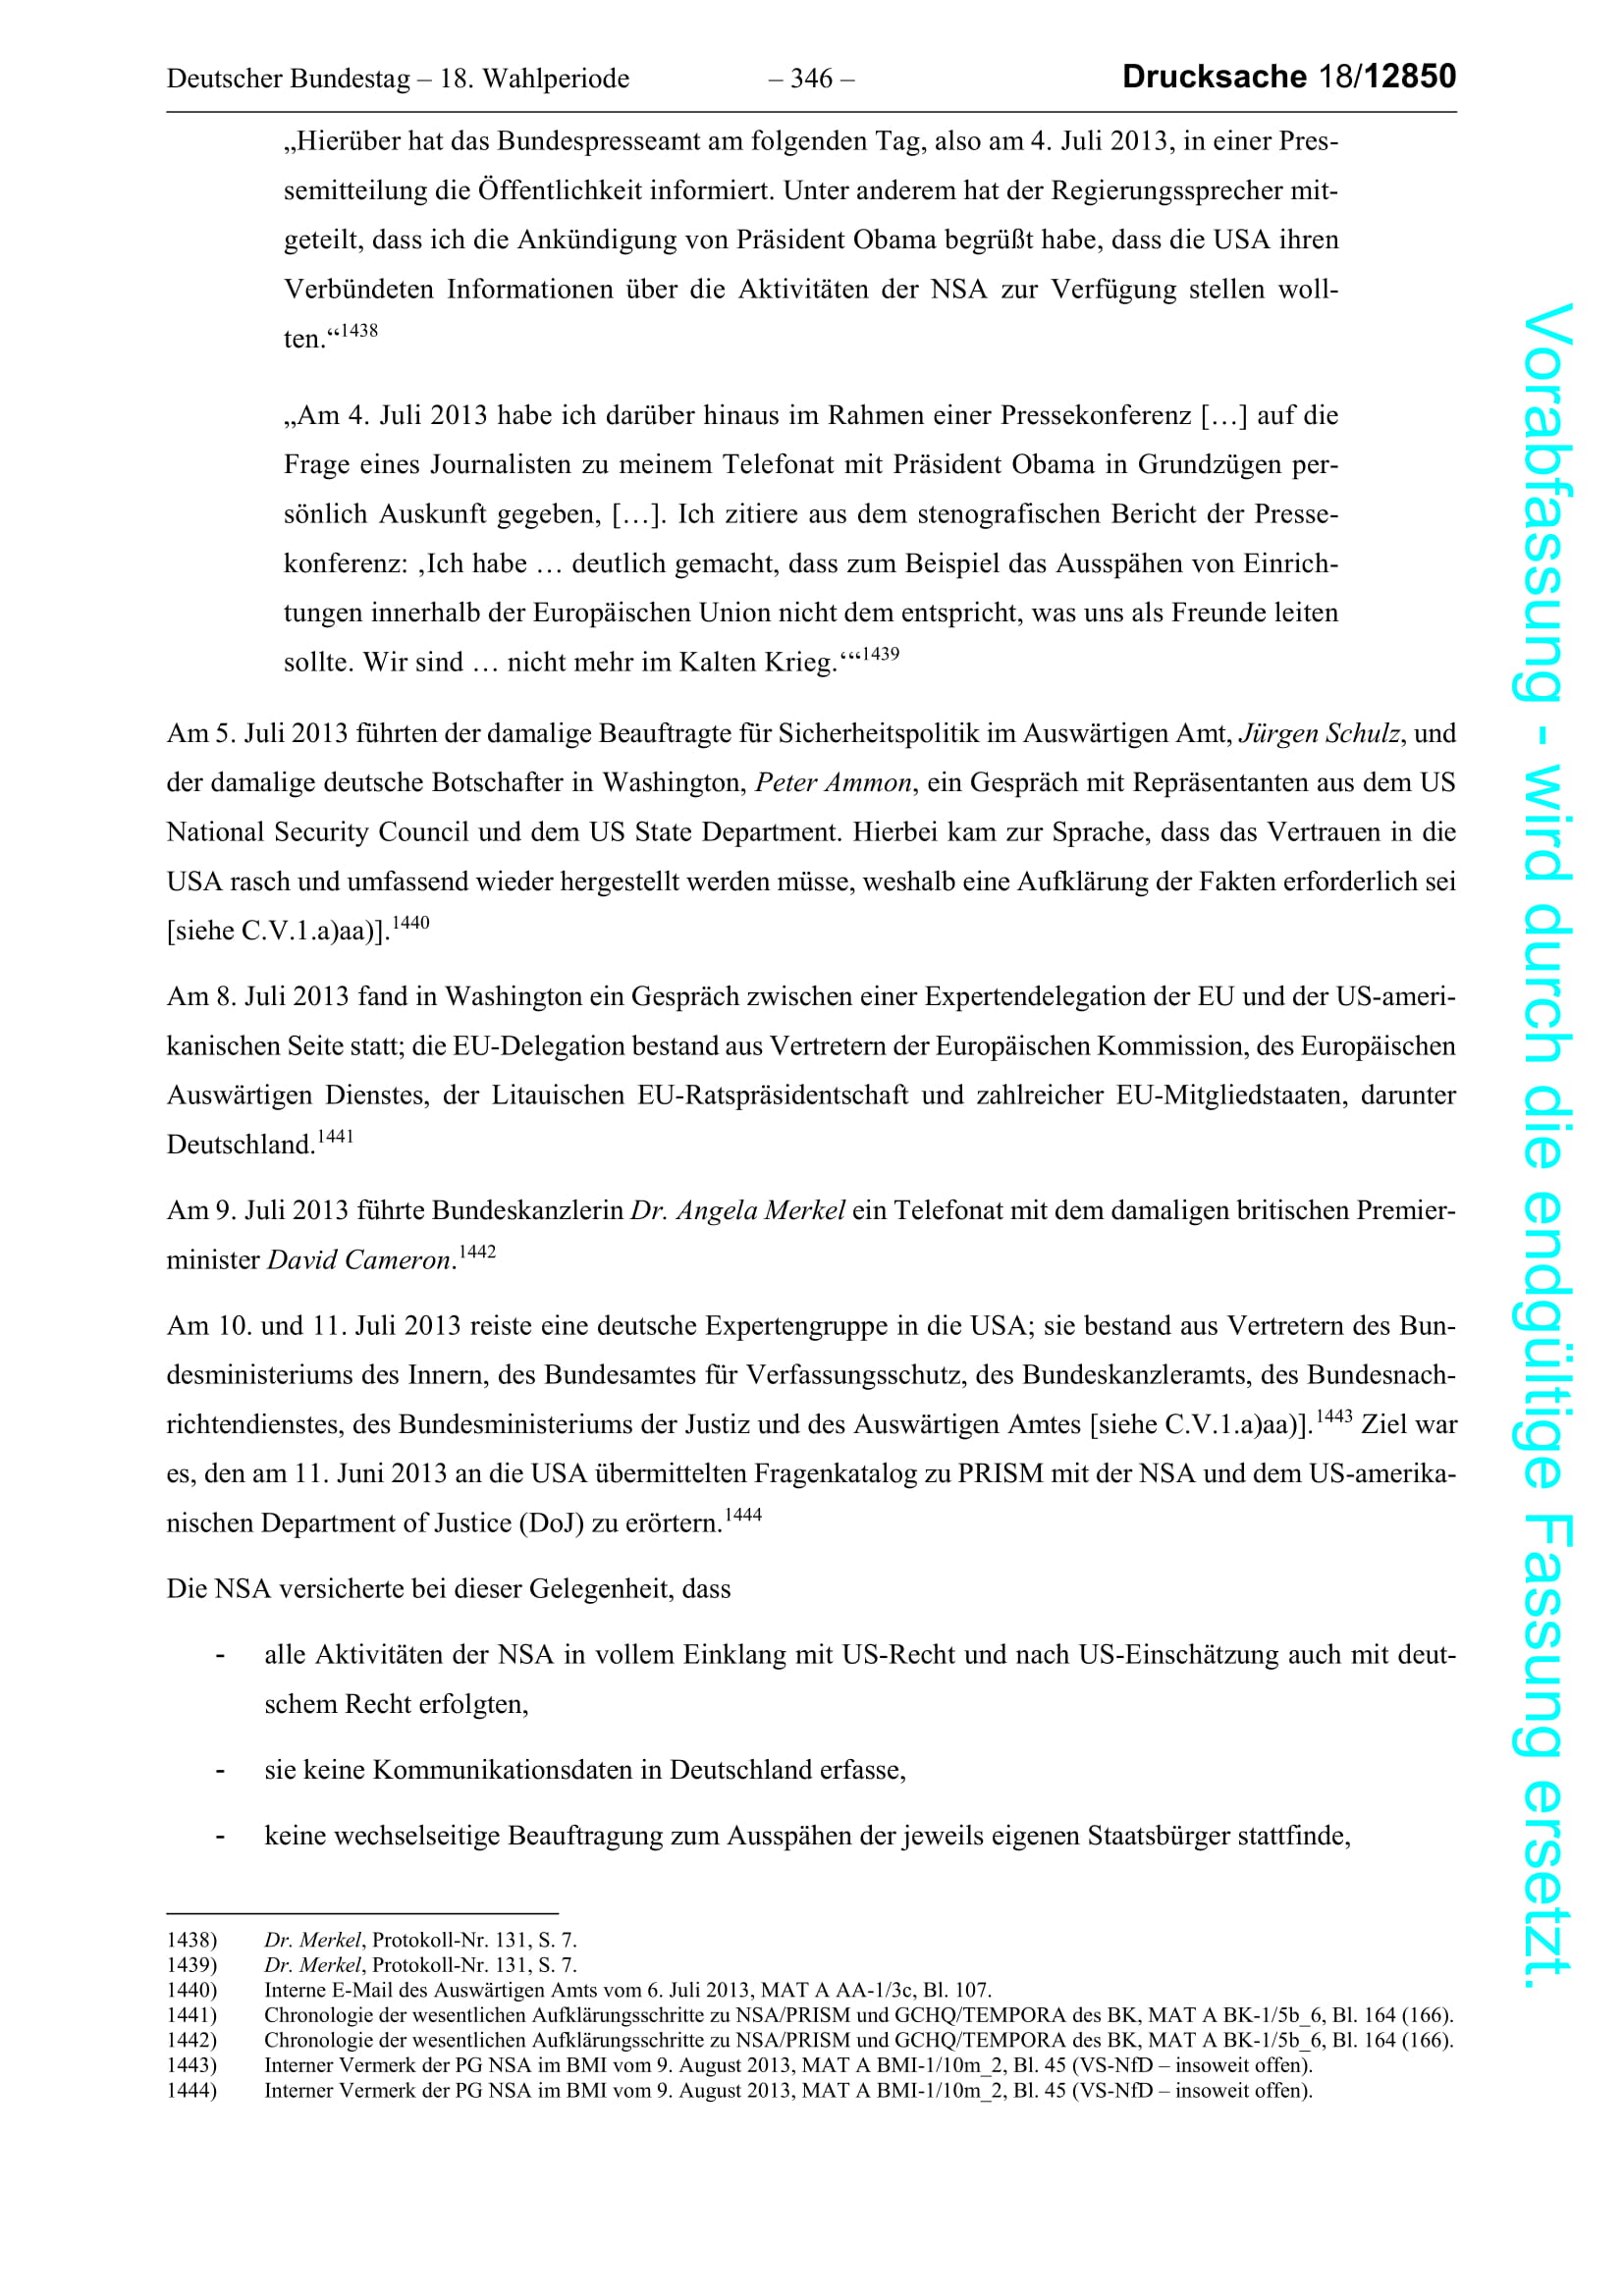 Deutscher Bundestag – 18. Wahlperiode – 346 – Drucksache 18/12850
„Hierüber hat das Bundespresseamt am folgenden Tag, also am 4. Juli 2013, in einer Pres-
semitteilung die Öffentlichkeit informiert. Unter anderem hat der Regierungssprecher mit-
geteilt, dass ich die Ankündigung von Präsident Obama begrüßt habe, dass die USA ihren
Verbündeten Informationen über die Aktivitäten der NSA zur Verfügung stellen woll-
ten.“1438
„Am 4. Juli 2013 habe ich darüber hinaus im Rahmen einer Pressekonferenz […] auf die
Frage eines Journalisten zu meinem Telefonat mit Präsident Obama in Grundzügen per-
sönlich Auskunft gegeben, […]. Ich zitiere aus dem stenografischen Bericht der Presse-
konferenz: ‚Ich habe … deutlich gemacht, dass zum Beispiel das Ausspähen von Einrich-
tungen innerhalb der Europäischen Union nicht dem entspricht, was uns als Freunde leiten
sollte. Wir sind … nicht mehr im Kalten Krieg.‘“1439
Am 5. Juli 2013 führten der damalige Beauftragte für Sicherheitspolitik im Auswärtigen Amt, Jürgen Schulz, und
der damalige deutsche Botschafter in Washington, Peter Ammon, ein Gespräch mit Repräsentanten aus dem US
National Security Council und dem US State Department. Hierbei kam zur Sprache, dass das Vertrauen in die
USA rasch und umfassend wieder hergestellt werden müsse, weshalb eine Aufklärung der Fakten erforderlich sei
[siehe C.V.1.a)aa)].1440
Am 8. Juli 2013 fand in Washington ein Gespräch zwischen einer Expertendelegation der EU und der US-ameri-
kanischen Seite statt; die EU-Delegation bestand aus Vertretern der Europäischen Kommission, des Europäischen
Auswärtigen Dienstes, der Litauischen EU-Ratspräsidentschaft und zahlreicher EU-Mitgliedstaaten, darunter
Deutschland.1441
Am 9. Juli 2013 führte Bundeskanzlerin Dr. Angela Merkel ein Telefonat mit dem damaligen britischen Premier-
minister David Cameron.1442
Am 10. und 11. Juli 2013 reiste eine deutsche Expertengruppe in die USA; sie bestand aus Vertretern des Bun-
desministeriums des Innern, des Bundesamtes für Verfassungsschutz, des Bundeskanzleramts, des Bundesnach-
richtendienstes, des Bundesministeriums der Justiz und des Auswärtigen Amtes [siehe C.V.1.a)aa)].1443 Ziel war
es, den am 11. Juni 2013 an die USA übermittelten Fragenkatalog zu PRISM mit der NSA und dem US-amerika-
nischen Department of Justice (DoJ) zu erörtern.1444
Die NSA versicherte bei dieser Gelegenheit, dass
- alle Aktivitäten der NSA in vollem Einklang mit US-Recht und nach US-Einschätzung auch mit deut-
schem Recht erfolgten,
- sie keine Kommunikationsdaten in Deutschland erfasse,
- keine wechselseitige Beauftragung zum Ausspähen der jeweils eigenen Staatsbürger stattfinde,
1438) Dr. Merkel, Protokoll-Nr. 131, S. 7.
1439) Dr. Merkel, Protokoll-Nr. 131, S. 7.
1440) Interne E-Mail des Auswärtigen Amts vom 6. Juli 2013, MAT A AA-1/3c, Bl. 107.
1441) Chronologie der wesentlichen Aufklärungsschritte zu NSA/PRISM und GCHQ/TEMPORA des BK, MAT A BK-1/5b_6, Bl. 164 (166).
1442) Chronologie der wesentlichen Aufklärungsschritte zu NSA/PRISM und GCHQ/TEMPORA des BK, MAT A BK-1/5b_6, Bl. 164 (166).
1443) Interner Vermerk der PG NSA im BMI vom 9. August 2013, MAT A BMI-1/10m_2, Bl. 45 (VS-NfD – insoweit offen).
1444) Interner Vermerk der PG NSA im BMI vom 9. August 2013, MAT A BMI-1/10m_2, Bl. 45 (VS-NfD – insoweit offen).
Vorabfassung - wird durch die endgültige Fassung ersetzt.